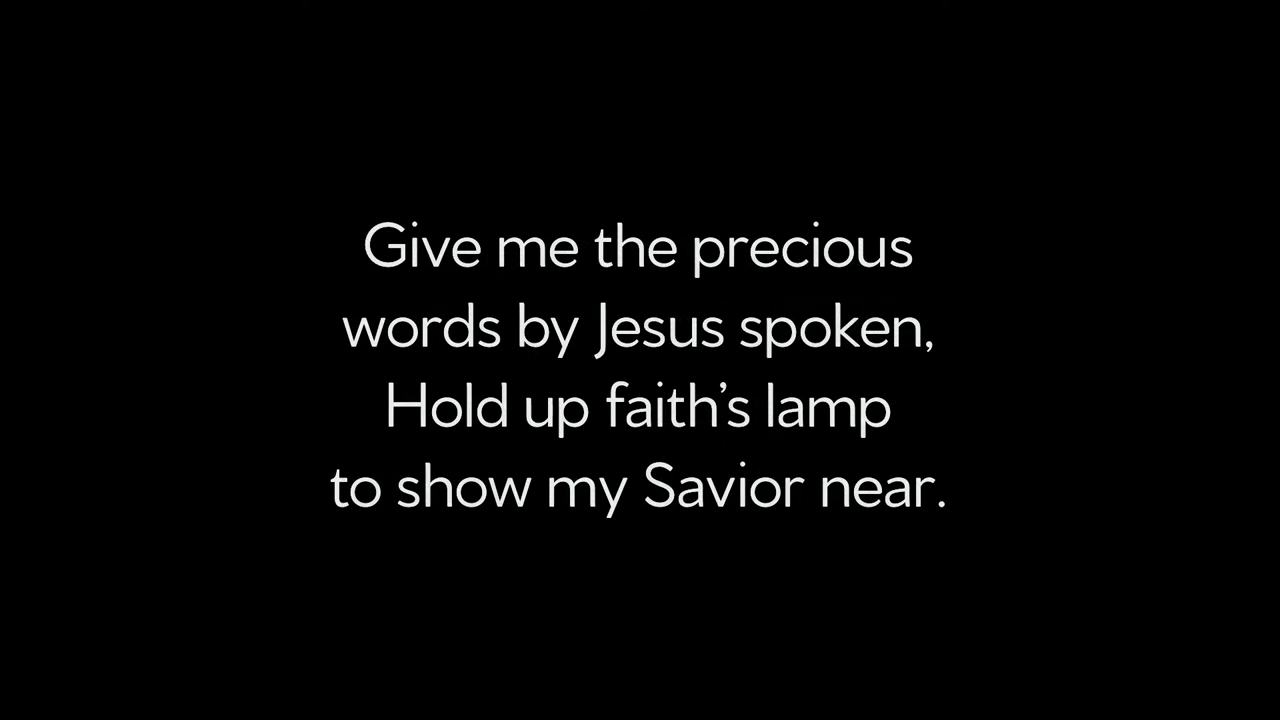 Give me the precious
words by Jesus spoken,
Hold up faith’s lamp
to show my Savior near.